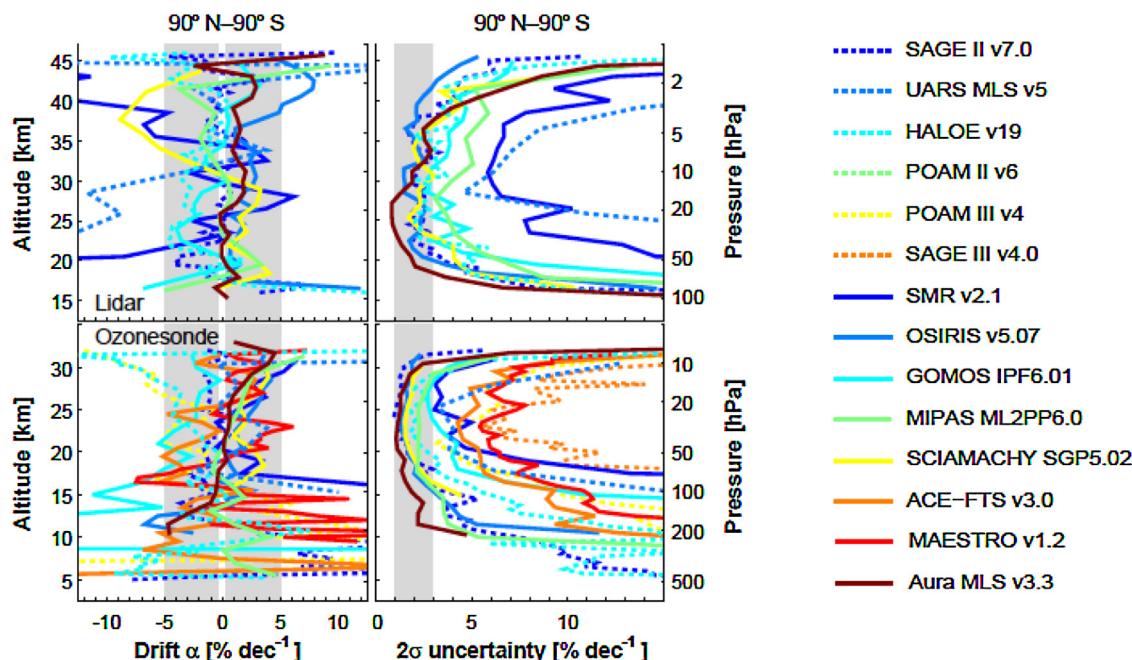 90° N–90° S
90° N–90° S
45
40
35
30
25
20
15
Altitude [km]
Lidar
2
5
10
20
50
100
Pressure [hPa]
Ozonesonde
30
25
20
15
10
5
Altitude [km]
10
20
50
100
200
500
Pressure [hPa]
-10 -5 0 5 10
0 5 10
Drift α [% dec⁻¹]
2σ uncertainty [% dec⁻¹]
SAGE II v7.0
UARS MLS v5
HALOE v19
POAM II v6
POAM III v4
SAGE III v4.0
SMR v2.1
OSIRIS v5.07
GOMOS IPF6.01
MIPAS ML2PP6.0
SCIAMACHY SGP5.02
ACE−FTS v3.0
MAESTRO v1.2
Aura MLS v3.3